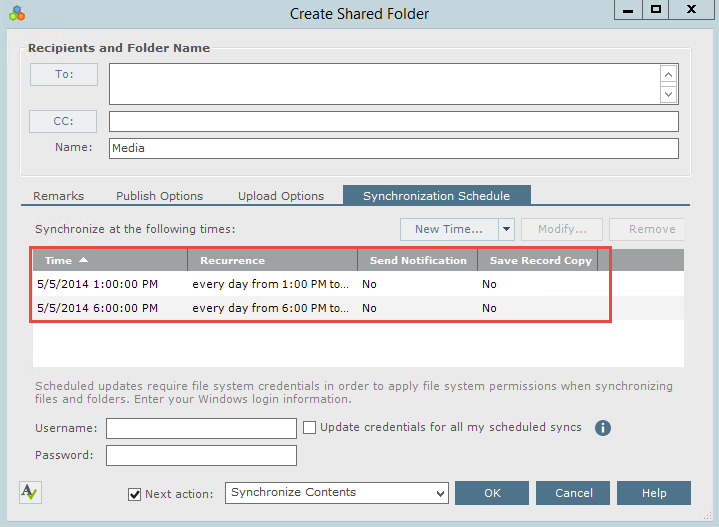 Create Shared Folder
Recipients and Folder Name
To:
CC:
Name: Media
Remarks Publish Options Upload Options Synchronization Schedule
Synchronize at the following times: New Time... Modify... Remove
Time Recurrence Send Notification Save Record Copy
5/5/2014 1:00:00 PM every day from 1:00 PM to... No No
5/5/2014 6:00:00 PM every day from 6:00 PM to... No No
Scheduled updates require file system credentials in order to apply file system permissions when synchronizing
files and folders. Enter your Windows login information.
Username: Update credentials for all my scheduled syncs
Password:
Next action: Synchronize Contents OK Cancel Help